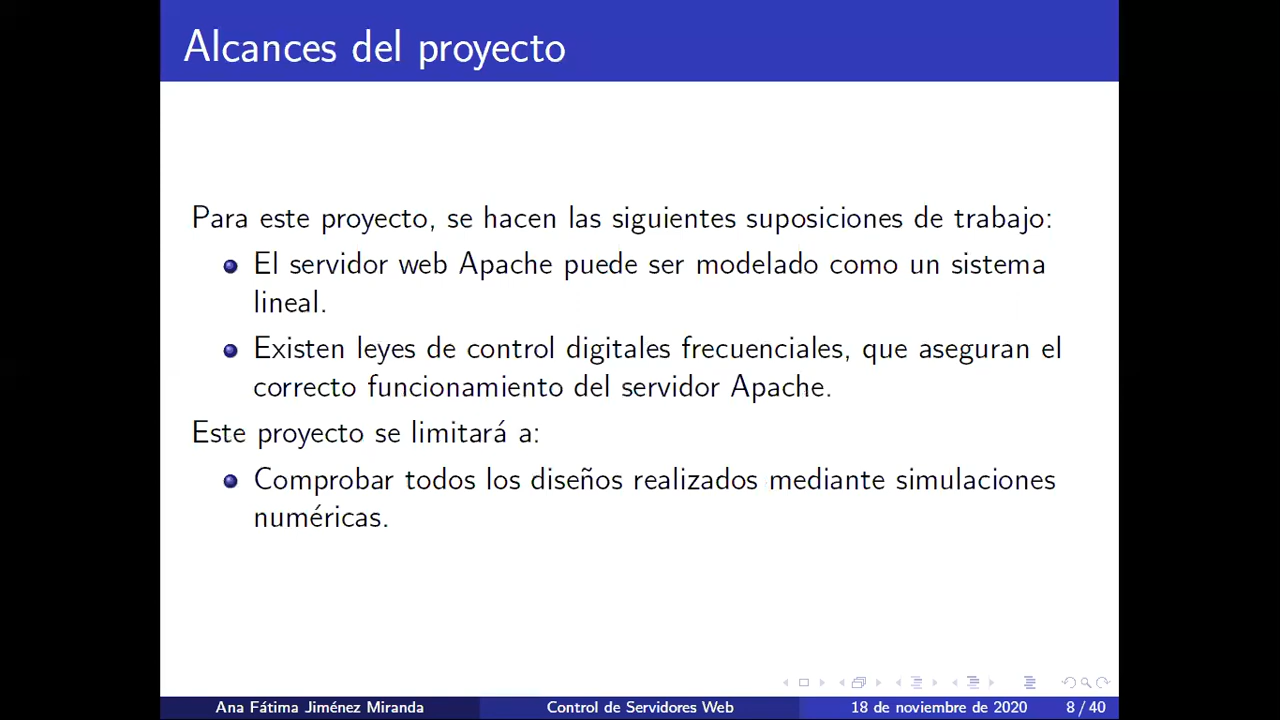 Alcances del proyecto
Para este proyecto, se hacen las siguientes suposiciones de trabajo:
El servidor web Apache puede ser modelado como un sistema
lineal.
Existen leyes de control digitales frecuenciales, que aseguran el
correcto funcionamiento del servidor Apache.
Este proyecto se limitará a:
Comprobar todos los diseños realizados mediante simulaciones
numéricas.
Ana Fátima Jiménez Miranda Control de Servidores Web 18 de noviembre de 2020 8 / 40